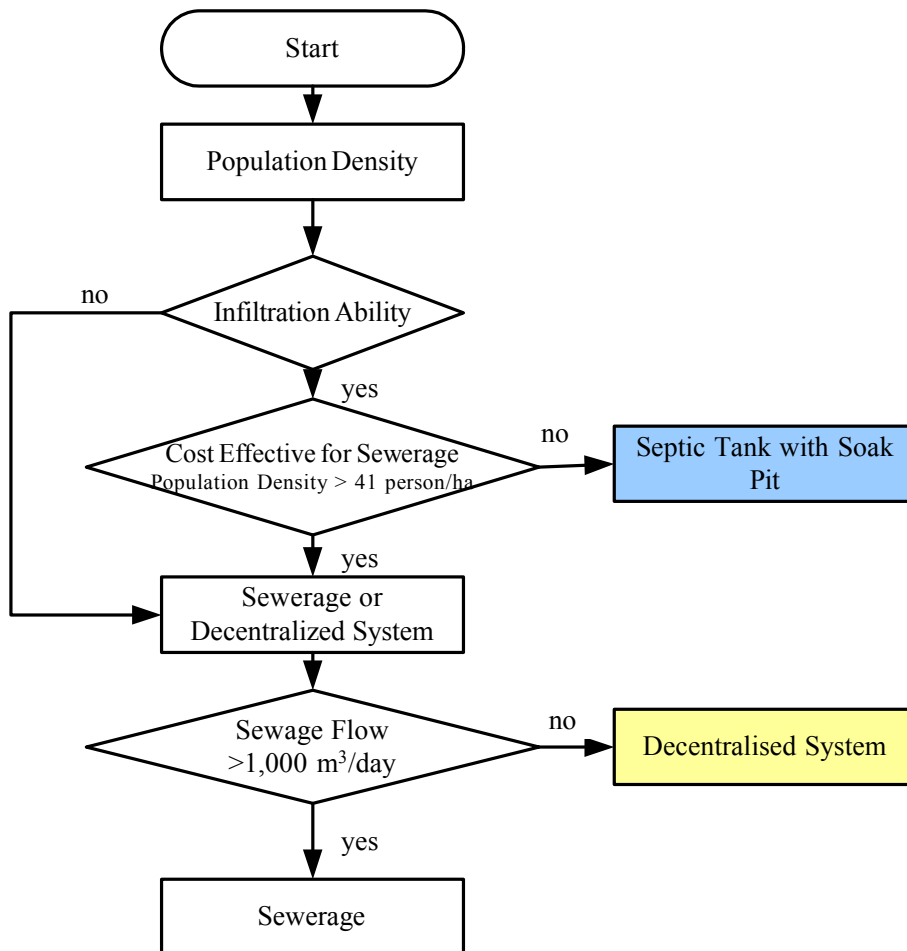 Start
Population Density
no
Infiltration Ability
yes
Cost Effective for Sewerage
Population Density > 41 person/ha
no
Septic Tank with Soak
Pit
yes
Sewerage or
Decentralized System
Sewage Flow
>1,000 m³/day
no
Decentralised System
yes
Sewerage